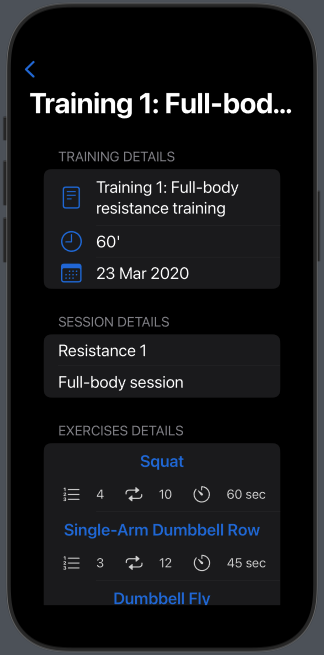 Training 1: Full-bod...
TRAINING DETAILS
Training 1: Full-body
resistance training
60'
23 Mar 2020
SESSION DETAILS
Resistance 1
Full-body session
EXERCISES DETAILS
Squat
4 10 60 sec
Single-Arm Dumbbell Row
3 12 45 sec
Dumbbell Fly